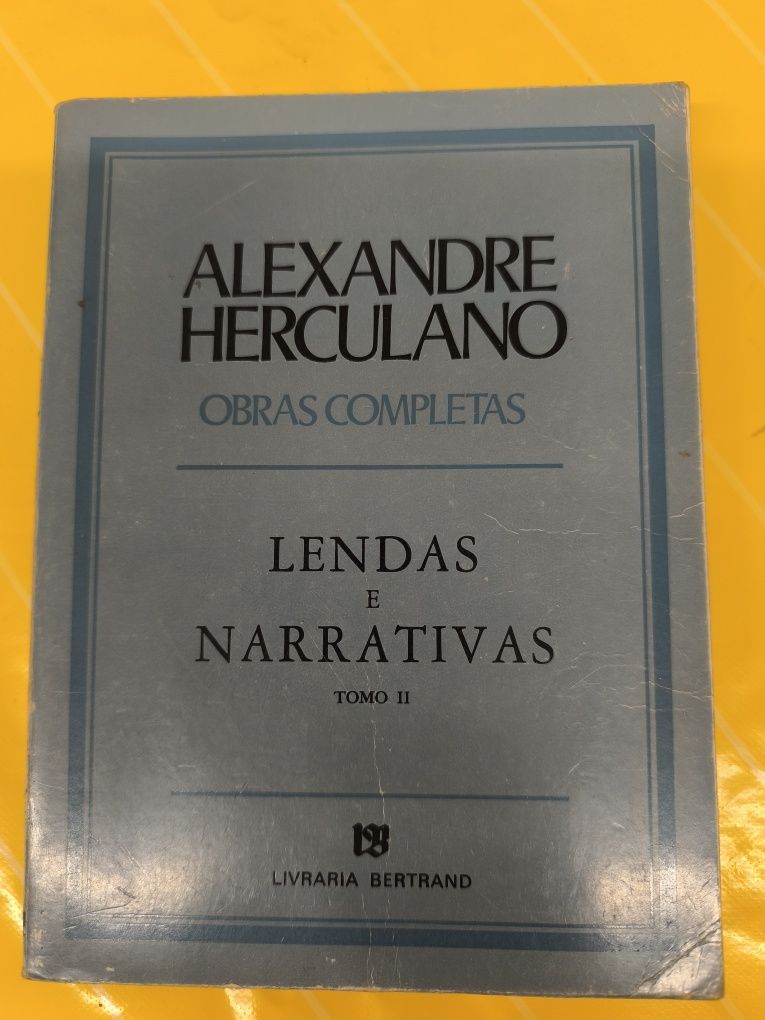 ALEXANDRE
HERCULANO
OBRAS COMPLETAS
LENDAS
E
NARRATIVAS
TOMO II
LIVRARIA BERTRAND